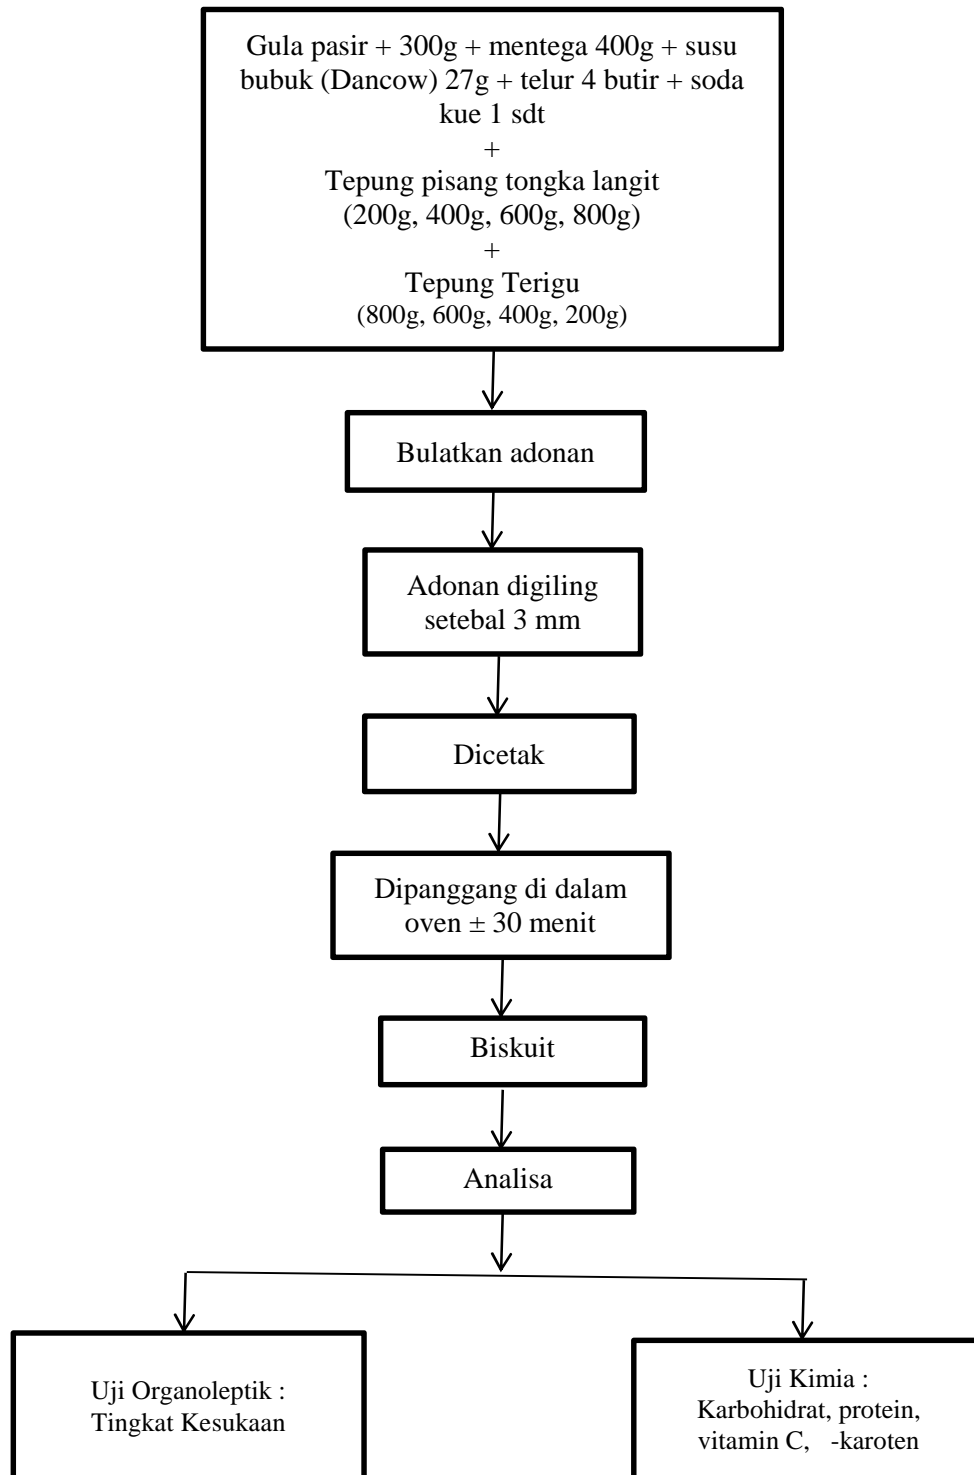 Gula pasir + 300g + mentega 400g + susu
bubuk (Dancow) 27g + telur 4 butir + soda
kue 1 sdt
+
Tepung pisang tongka langit
(200g, 400g, 600g, 800g)
+
Tepung Terigu
(800g, 600g, 400g, 200g)
Bulatkan adonan
Adonan digiling
setebal 3 mm
Dicetak
Dipanggang di dalam
oven ± 30 menit
Biskuit
Analisa
Uji Organoleptik :
Tingkat Kesukaan
Uji Kimia :
Karbohidrat, protein,
vitamin C, -karoten